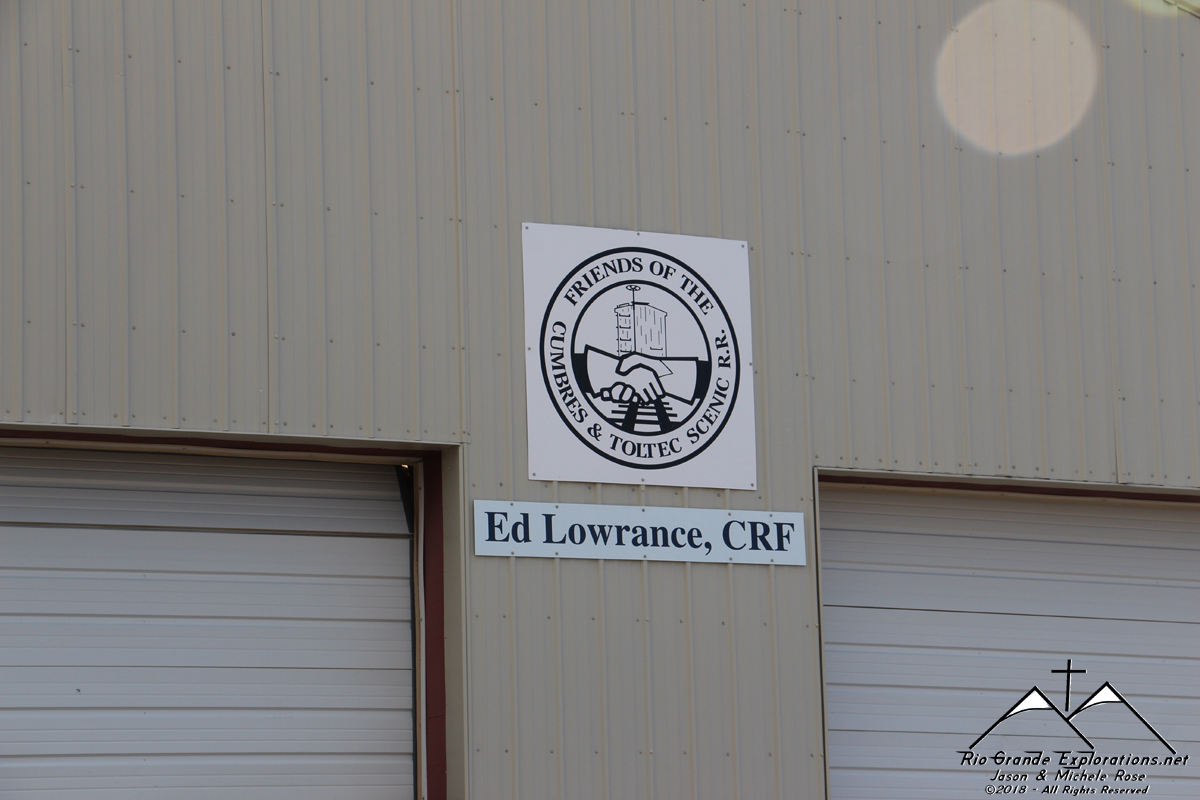 FRIENDS OF THE
CUMBRES & TOLTEC SCENIC R.R.
Ed Lowrance, CRF
Rio Grande Explorations.net
Jason & Michele Rose
©2018 - All Rights Reserved